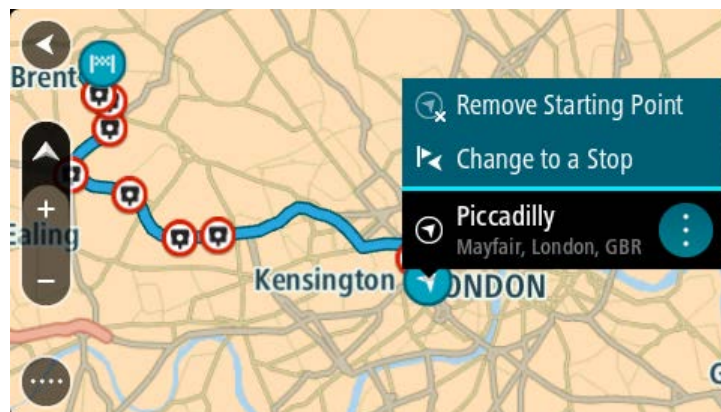 Brent
Remove Starting Point
Change to a Stop
Piccadilly
Mayfair, London, GBR
Ealing
Kensington
ONDON
G